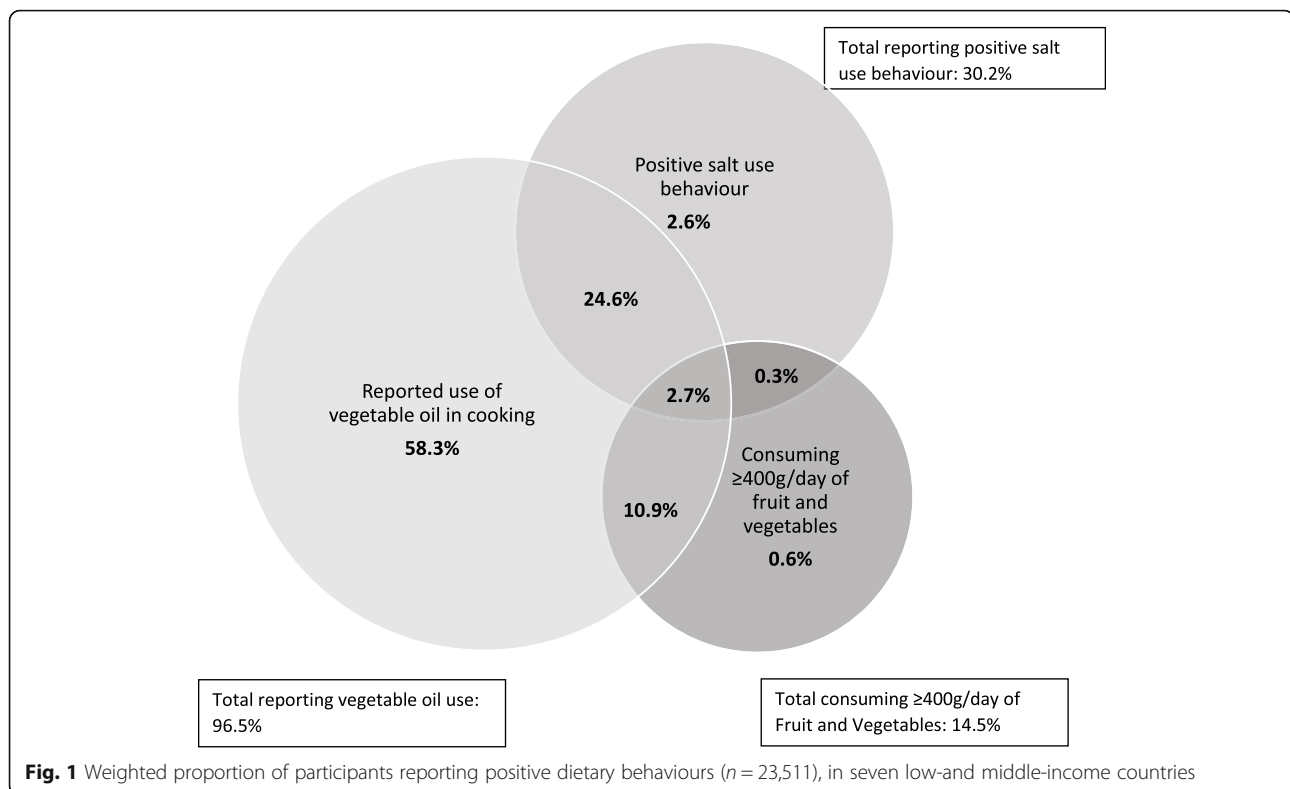 Total reporting positive salt
use behaviour: 30.2%
Positive salt use
behaviour
2.6%
24.6%
Reported use of
vegetable oil in cooking
58.3%
2.7%
0.3%
Consuming
≥400g/day of
fruit and
vegetables
0.6%
10.9%
Total reporting vegetable oil use:
96.5%
Total consuming ≥400g/day of
Fruit and Vegetables: 14.5%
Fig. 1 Weighted proportion of participants reporting positive dietary behaviours (n = 23,511), in seven low-and middle-income countries